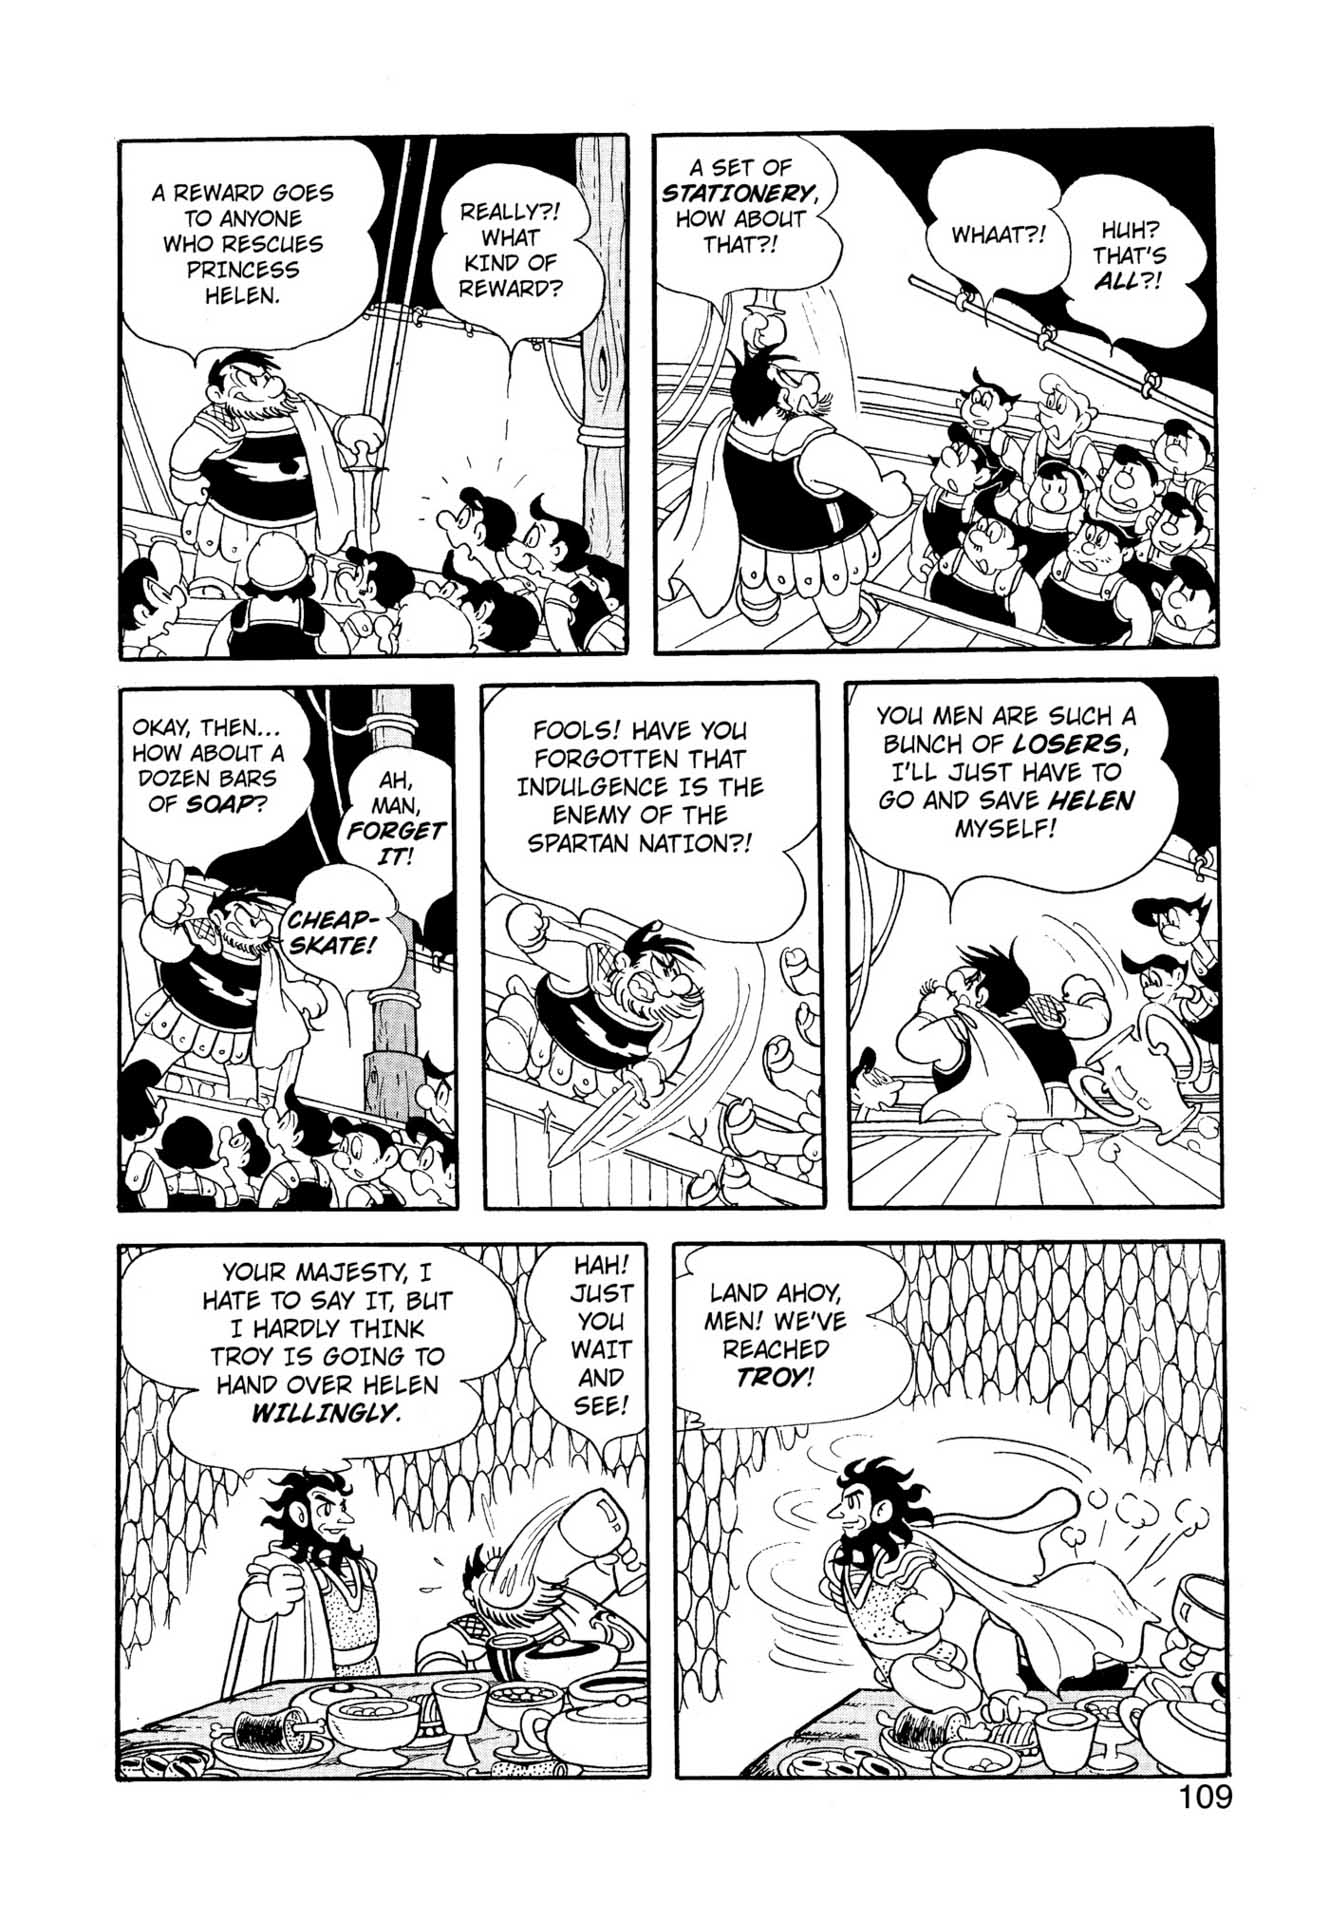 A REWARD GOES
TO ANYONE
WHO RESCUES
PRINCESS
HELEN.
REALLY?!
WHAT
KIND OF
REWARD?
A SET OF
STATIONERY,
HOW ABOUT
THAT?!
WHAAT?!
HUH?
THAT'S
ALL?!
OKAY, THEN...
HOW ABOUT A
DOZEN BARS
OF SOAP?
AH,
MAN,
FORGET
IT!
CHEAP-
SKATE!
FOOLS! HAVE YOU
FORGOTTEN THAT
INDULGENCE IS THE
ENEMY OF THE
SPARTAN NATION?!
YOU MEN ARE SUCH A
BUNCH OF LOSERS,
I'LL JUST HAVE TO
GO AND SAVE HELEN
MYSELF!
YOUR MAJESTY, I
HATE TO SAY IT, BUT
I HARDLY THINK
TROY IS GOING TO
HAND OVER HELEN
WILLINGLY.
HAH!
JUST
YOU
WAIT
AND
SEE!
LAND AHOY,
MEN! WE'VE
REACHED
TROY!
109